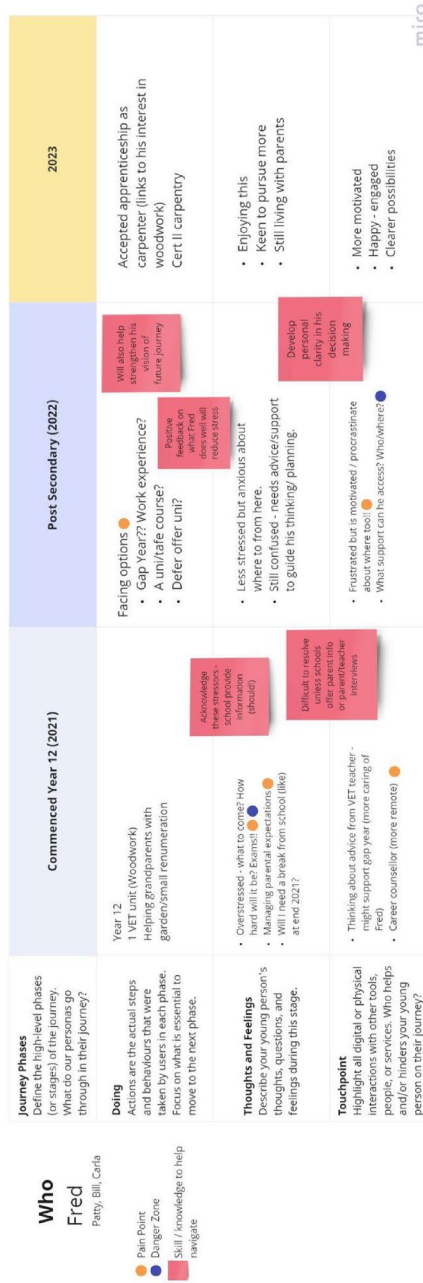 Who
Fred
Patty, Bill, Carla
Pain Point
Danger Zone
Skill / knowledge to help
navigate
Journey Phases
Define the high-level phases
(or stages) of the journey.
What do our personas go
through in their journey?
Commenced Year 12 (2021)
Post Secondary (2022)
2023
Doing
Actions are the actual steps
and behaviours that were
taken by users in each phase.
Focus on what is essential to
move to the next phase.
Year 12
1 VET unit (Woodwork)
Helping grandparents with
garden/small renumeration
Acknowledge
these stressors -
school provide
information
(should!)
Facing options
• Gap Year?? Work experience?
• A uni/tafe course?
• Defer offer uni?
Will also help
strengthen his
vision of
future journey
Positive
feedback on
what Fred
does well will
reduce stress
Accepted apprenticeship as
carpenter (links to his interest in
woodwork)
Cert II carpentry
Thoughts and Feelings
Describe your young person's
thoughts, questions, and
feelings during this stage.
• Overstressed - what to come? How
hard will it be? Exams!!
• Managing parental expectations
• Will I need a break from school (like)
at end 2021?
Difficult to resolve
unless schools
offer parent info
or parent/teacher
interviews
• Less stressed but anxious about
where to from here.
• Still confused - needs advice/support
to guide his thinking/ planning.
Develop
personal
clarity in his
decision
making
• Enjoying this
• Keen to pursue more
• Still living with parents
Touchpoint
Highlight all digital or physical
interactions with other tools,
people, or services. Who helps
and/or hinders your young
person on their journey?
• Thinking about advice from VET teacher -
might support gap year (more caring of
Fred)
• Career counsellor (more remote)
• Frustrated but is motivated / procrastinate
about where too!!
• What support can he access? Who/where?
• More motivated
• Happy - engaged
• Clearer possibilities
miro